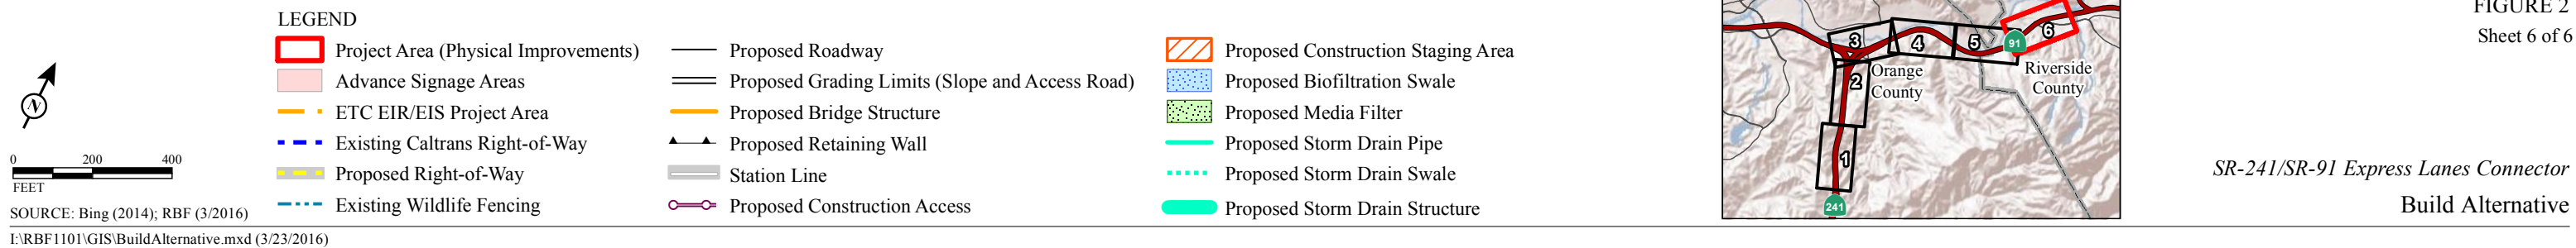 LEGEND
Project Area (Physical Improvements)
Advance Signage Areas
ETC EIR/EIS Project Area
Existing Caltrans Right-of-Way
Proposed Right-of-Way
Existing Wildlife Fencing
Proposed Roadway
Proposed Grading Limits (Slope and Access Road)
Proposed Bridge Structure
Proposed Retaining Wall
Station Line
Proposed Construction Access
Proposed Construction Staging Area
Proposed Biofiltration Swale
Proposed Media Filter
Proposed Storm Drain Pipe
Proposed Storm Drain Swale
Proposed Storm Drain Structure
N
0 200 400
FEET
SOURCE: Bing (2014); RBF (3/2016)
I:\RBF1101\GIS\BuildAlternative.mxd (3/23/2016)
3
4
5
91
6
2
Orange
County
Riverside
County
1
241
FIGURE 2
Sheet 6 of 6
SR-241/SR-91 Express Lanes Connector
Build Alternative